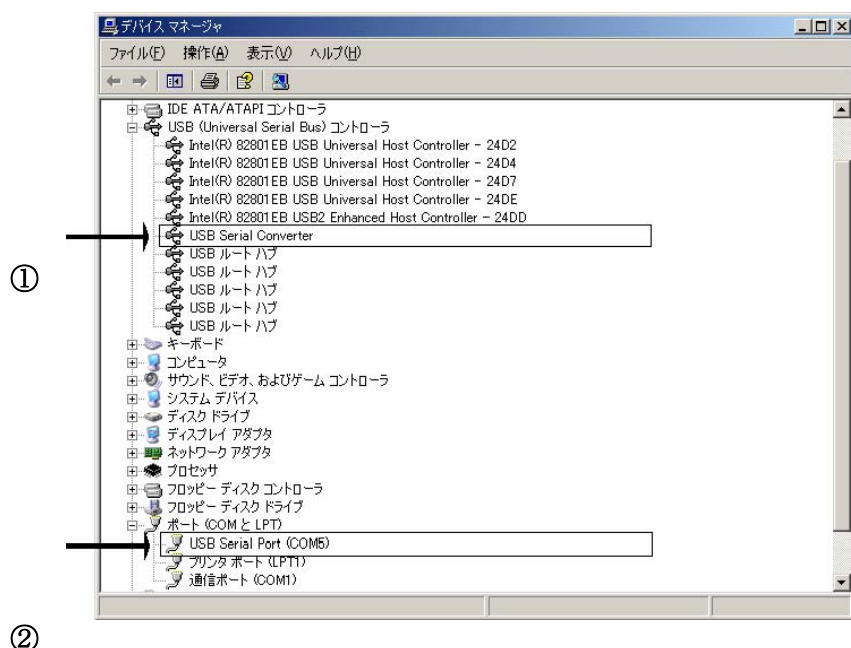 デバイス マネージャ
ファイル(F) 操作(A) 表示(V) ヘルプ(H)
IDE ATA/ATAPI コントローラ
USB (Universal Serial Bus) コントローラ
Intel(R) 82801EB USB Universal Host Controller - 24D2
Intel(R) 82801EB USB Universal Host Controller - 24D4
Intel(R) 82801EB USB Universal Host Controller - 24D7
Intel(R) 82801EB USB Universal Host Controller - 24DE
Intel(R) 82801EB USB2 Enhanced Host Controller - 24DD
USB Serial Converter
USB ルート ハブ
①
USB ルート ハブ
USB ルート ハブ
USB ルート ハブ
USB ルート ハブ
キーボード
コンピュータ
サウンド、ビデオ、およびゲーム コントローラ
システム デバイス
ディスク ドライブ
ディスプレイ アダプタ
ネットワーク アダプタ
プロセッサ
フロッピー ディスク コントローラ
フロッピー ディスク ドライブ
ポート (COM と LPT)
USB Serial Port (COM5)
プリンタ ポート (LPT1)
通信ポート (COM1)
②